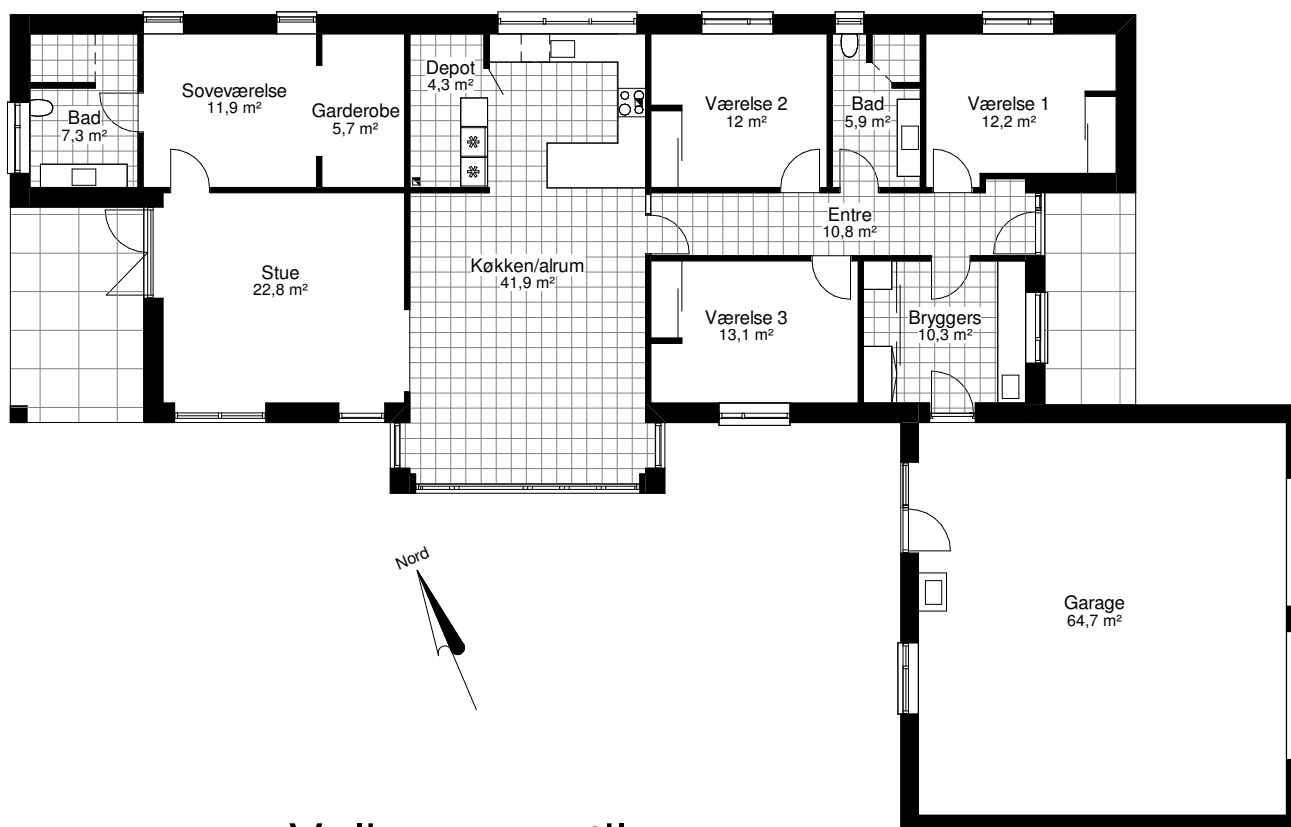 Soveværelse
11,9 m²
Garderobe
5,7 m²
Depot
4,3 m²
Værelse 2
12 m²
Bad
5,9 m²
Værelse 1
12,2 m²
Bad
7,3 m²
Entre
10,8 m²
Stue
22,8 m²
Køkken/alrum
41,9 m²
Værelse 3
13,1 m²
Bryggers
10,3 m²
Nord
Garage
64,7 m²